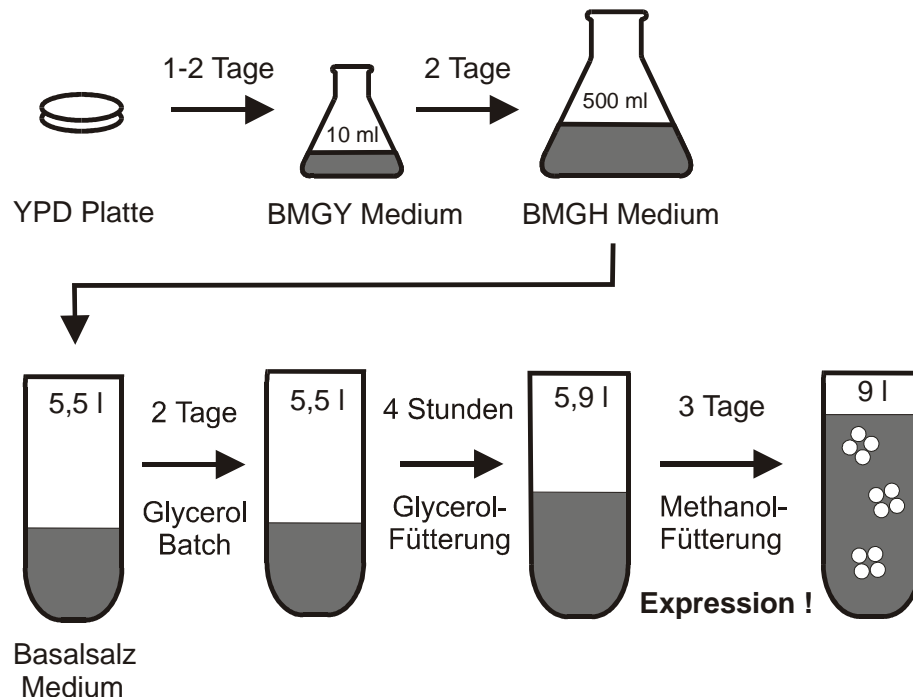 1-2 Tage
2 Tage
10 ml
500 ml
YPD Platte
BMGY Medium
BMGH Medium
5,5 l
2 Tage
Glycerol
Batch
5,5 l
4 Stunden
Glycerol-
Fütterung
5,9 l
3 Tage
Methanol-
Fütterung
Expression !
9 l
Basalsalz
Medium